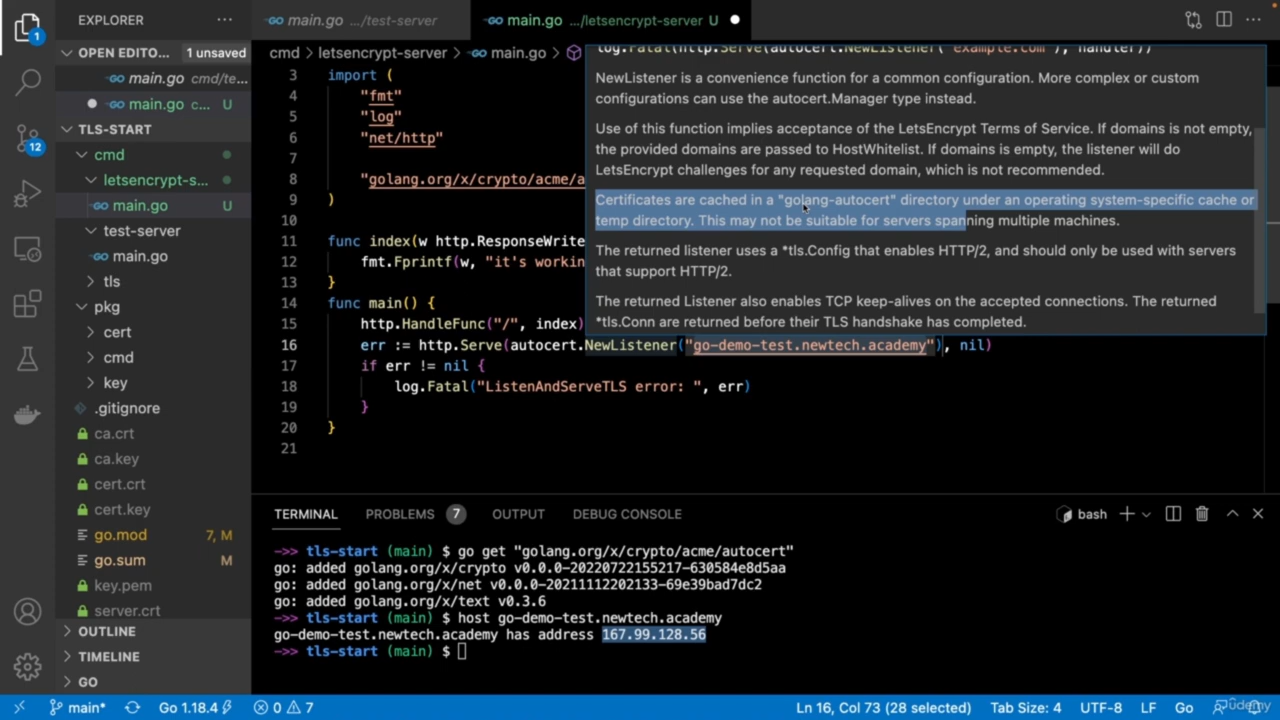 EXPLORER
OPEN EDITO... 1 unsaved
main.go cmd/te...
main.go c... U
TLS-START
cmd
letsencrypt-s...
main.go U
test-server
main.go
tls
pkg
cert
cmd
key
.gitignore
ca.crt
ca.key
cert.crt
cert.key
go.mod 7, M
go.sum M
key.pem
server.crt
OUTLINE
TIMELINE
GO
1
12
main.go .../test-server
main.go .../letsencrypt-server U
cmd > letsencrypt-server > main.go >
3 import (
4 "fmt"
5 "log"
6 "net/http"
7
8 "golang.org/x/crypto/acme/a
9 )
10
11 func index(w http.ResponseWrite
12 fmt.Fprintf(w, "it's workin
13 }
14 func main() {
15 http.HandleFunc("/", index)
16 err := http.Serve(autocert.NewListener("go-demo-test.newtech.academy"), nil)
17 if err != nil {
18 log.Fatal("ListenAndServeTLS error: ", err)
19 }
20 }
21
log.Fatal(http.Serve(autocert.NewListener("example.com"), handler))
NewListener is a convenience function for a common configuration. More complex or custom
configurations can use the autocert.Manager type instead.
Use of this function implies acceptance of the LetsEncrypt Terms of Service. If domains is not empty,
the provided domains are passed to HostWhitelist. If domains is empty, the listener will do
LetsEncrypt challenges for any requested domain, which is not recommended.
Certificates are cached in a "golang-autocert" directory under an operating system-specific cache or
temp directory. This may not be suitable for servers spanning multiple machines.
The returned listener uses a *tls.Config that enables HTTP/2, and should only be used with servers
that support HTTP/2.
The returned Listener also enables TCP keep-alives on the accepted connections. The returned
*tls.Conn are returned before their TLS handshake has completed.
TERMINAL PROBLEMS 7 OUTPUT DEBUG CONSOLE
bash
->> tls-start (main) $ go get "golang.org/x/crypto/acme/autocert"
go: added golang.org/x/crypto v0.0.0-20220722155217-630584e8d5aa
go: added golang.org/x/net v0.0.0-20211112202133-69e39bad7dc2
go: added golang.org/x/text v0.3.6
->> tls-start (main) $ host go-demo-test.newtech.academy
go-demo-test.newtech.academy has address 167.99.128.56
->> tls-start (main) $
main* Go 1.18.4 0 7 Ln 16, Col 73 (28 selected) Tab Size: 4 UTF-8 LF Go
Udemy